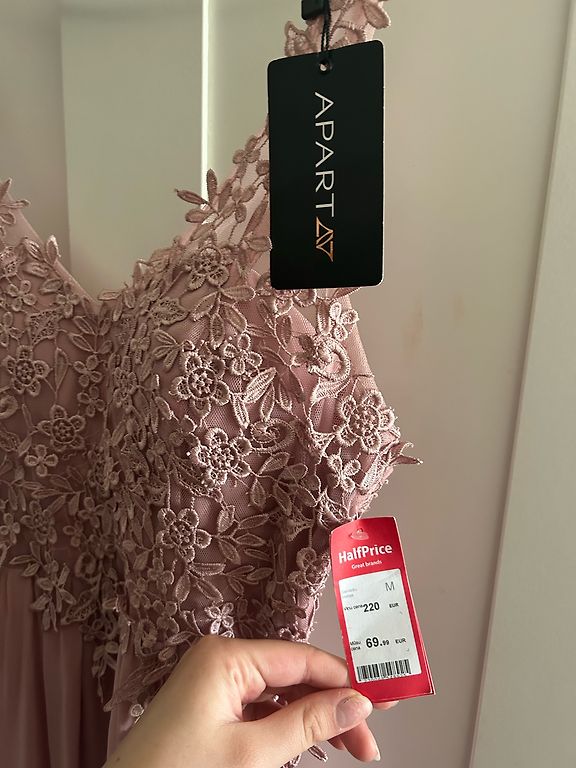 APART
HalfPrice
Great brands
M
220 EUR
69.99 EUR